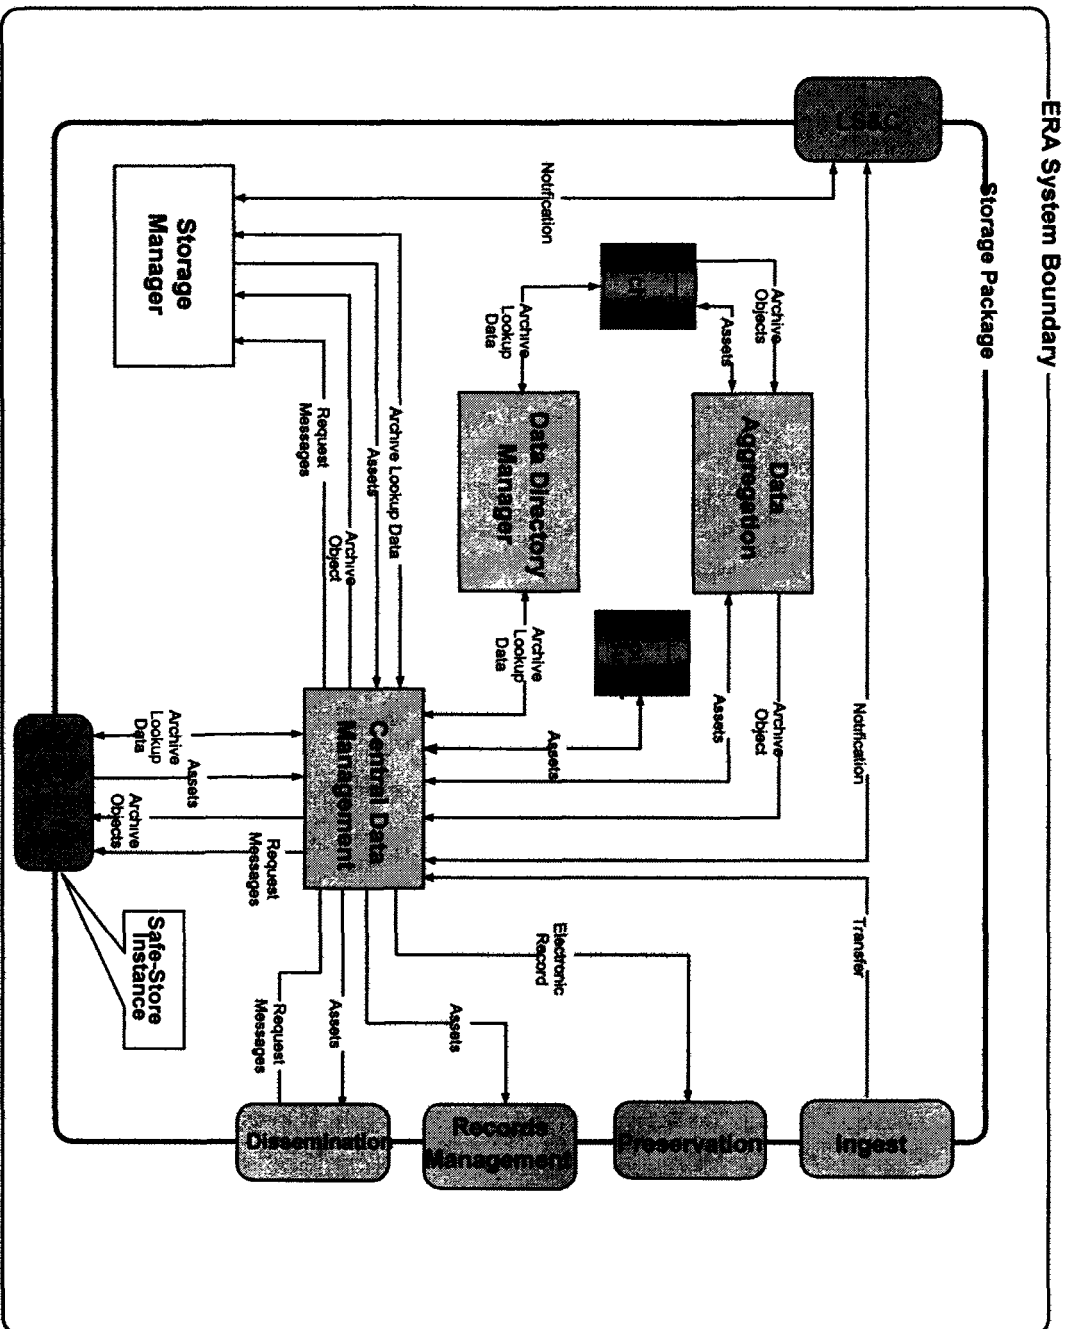 ERA System Boundary
Storage Package
LS&C
Notification
Notification
Storage
Manager
Archive
Objects
Assets
Archive
Lookup
Data
Data
Aggregation
Data Directory
Manager
Archive Lookup Data
Assets
Archive
Object
Request
Messages
Archive
Lookup
Data
Assets
Assets
Archive
Object
Central Data
Management
Transfer
Archive
Lookup
Data
Assets
Archive
Objects
Request
Messages
Safe-Store
Instance
Electronic
Record
Assets
Assets
Request
Messages
Ingest
Preservation
Records
Management
Dissemination